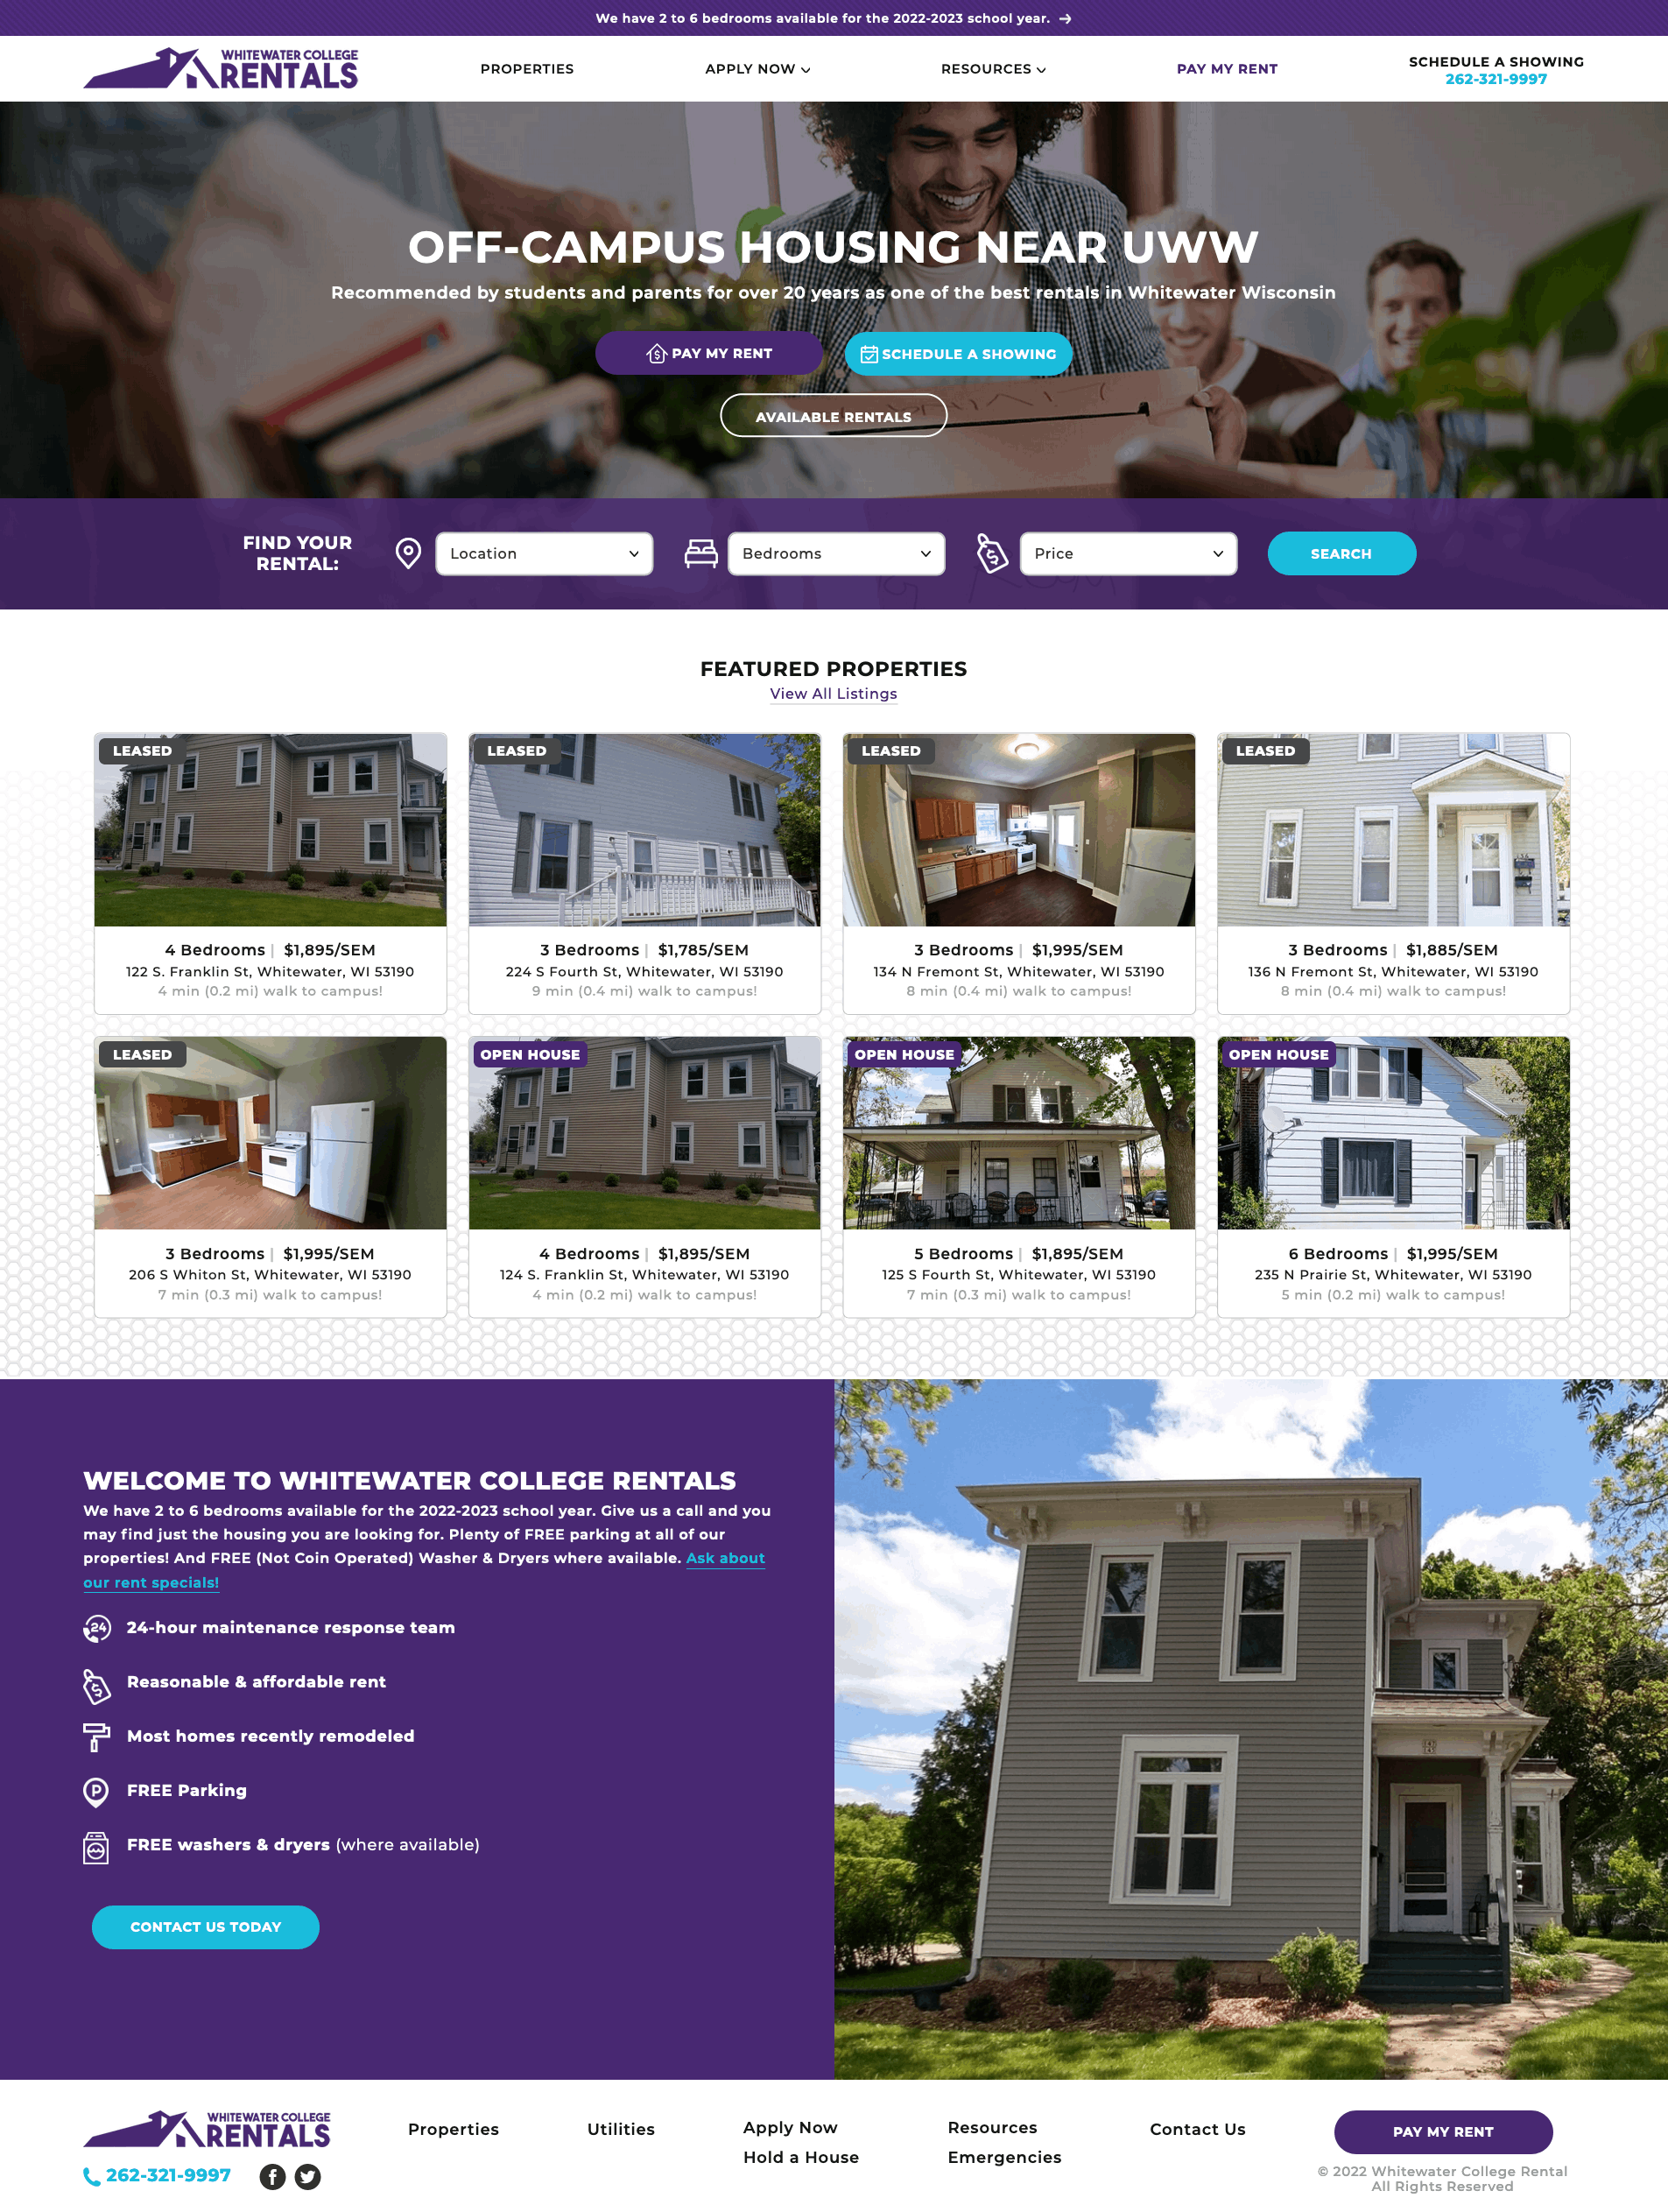 We have 2 to 6 bedrooms available for the 2022-2023 school year.
WHITEWATER COLLEGE
RENTALS
PROPERTIES
APPLY NOW
RESOURCES
PAY MY RENT
SCHEDULE A SHOWING
262-321-9997
OFF-CAMPUS HOUSING NEAR UWW
Recommended by students and parents for over 20 years as one of the best rentals in Whitewater Wisconsin
PAY MY RENT
SCHEDULE A SHOWING
AVAILABLE RENTALS
FIND YOUR
RENTAL:
Location
Bedrooms
Price
SEARCH
FEATURED PROPERTIES
View All Listings
LEASED
4 Bedrooms | $1,895/SEM
122 S. Franklin St, Whitewater, WI 53190
4 min (0.2 mi) walk to campus!
LEASED
3 Bedrooms | $1,785/SEM
224 S Fourth St, Whitewater, WI 53190
9 min (0.4 mi) walk to campus!
LEASED
3 Bedrooms | $1,995/SEM
134 N Fremont St, Whitewater, WI 53190
8 min (0.4 mi) walk to campus!
LEASED
3 Bedrooms | $1,885/SEM
136 N Fremont St, Whitewater, WI 53190
8 min (0.4 mi) walk to campus!
LEASED
3 Bedrooms | $1,995/SEM
206 S Whiton St, Whitewater, WI 53190
7 min (0.3 mi) walk to campus!
OPEN HOUSE
4 Bedrooms | $1,895/SEM
124 S. Franklin St, Whitewater, WI 53190
4 min (0.2 mi) walk to campus!
OPEN HOUSE
5 Bedrooms | $1,895/SEM
125 S Fourth St, Whitewater, WI 53190
7 min (0.3 mi) walk to campus!
OPEN HOUSE
6 Bedrooms | $1,995/SEM
235 N Prairie St, Whitewater, WI 53190
5 min (0.2 mi) walk to campus!
WELCOME TO WHITEWATER COLLEGE RENTALS
We have 2 to 6 bedrooms available for the 2022-2023 school year. Give us a call and you
may find just the housing you are looking for. Plenty of FREE parking at all of our
properties! And FREE (Not Coin Operated) Washer & Dryers where available. Ask about
our rent specials!
24
24-hour maintenance response team
Reasonable & affordable rent
Most homes recently remodeled
P
FREE Parking
FREE washers & dryers (where available)
CONTACT US TODAY
WHITEWATER COLLEGE
RENTALS
262-321-9997
Properties
Utilities
Apply Now
Hold a House
Resources
Emergencies
Contact Us
PAY MY RENT
© 2022 Whitewater College Rental
All Rights Reserved